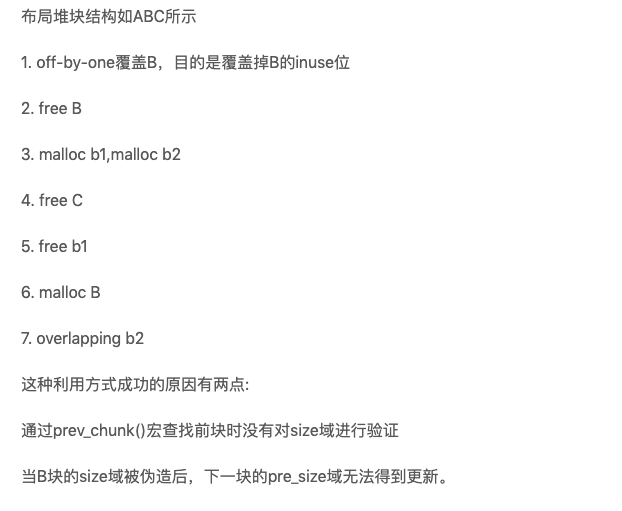 布局堆块结构如ABC所示
1. off-by-one覆盖B，目的是覆盖掉B的inuse位
2. free B
3. malloc b1,malloc b2
4. free C
5. free b1
6. malloc B
7. overlapping b2
这种利用方式成功的原因有两点:
通过prev_chunk()宏查找前块时没有对size域进行验证
当B块的size域被伪造后，下一块的pre_size域无法得到更新。